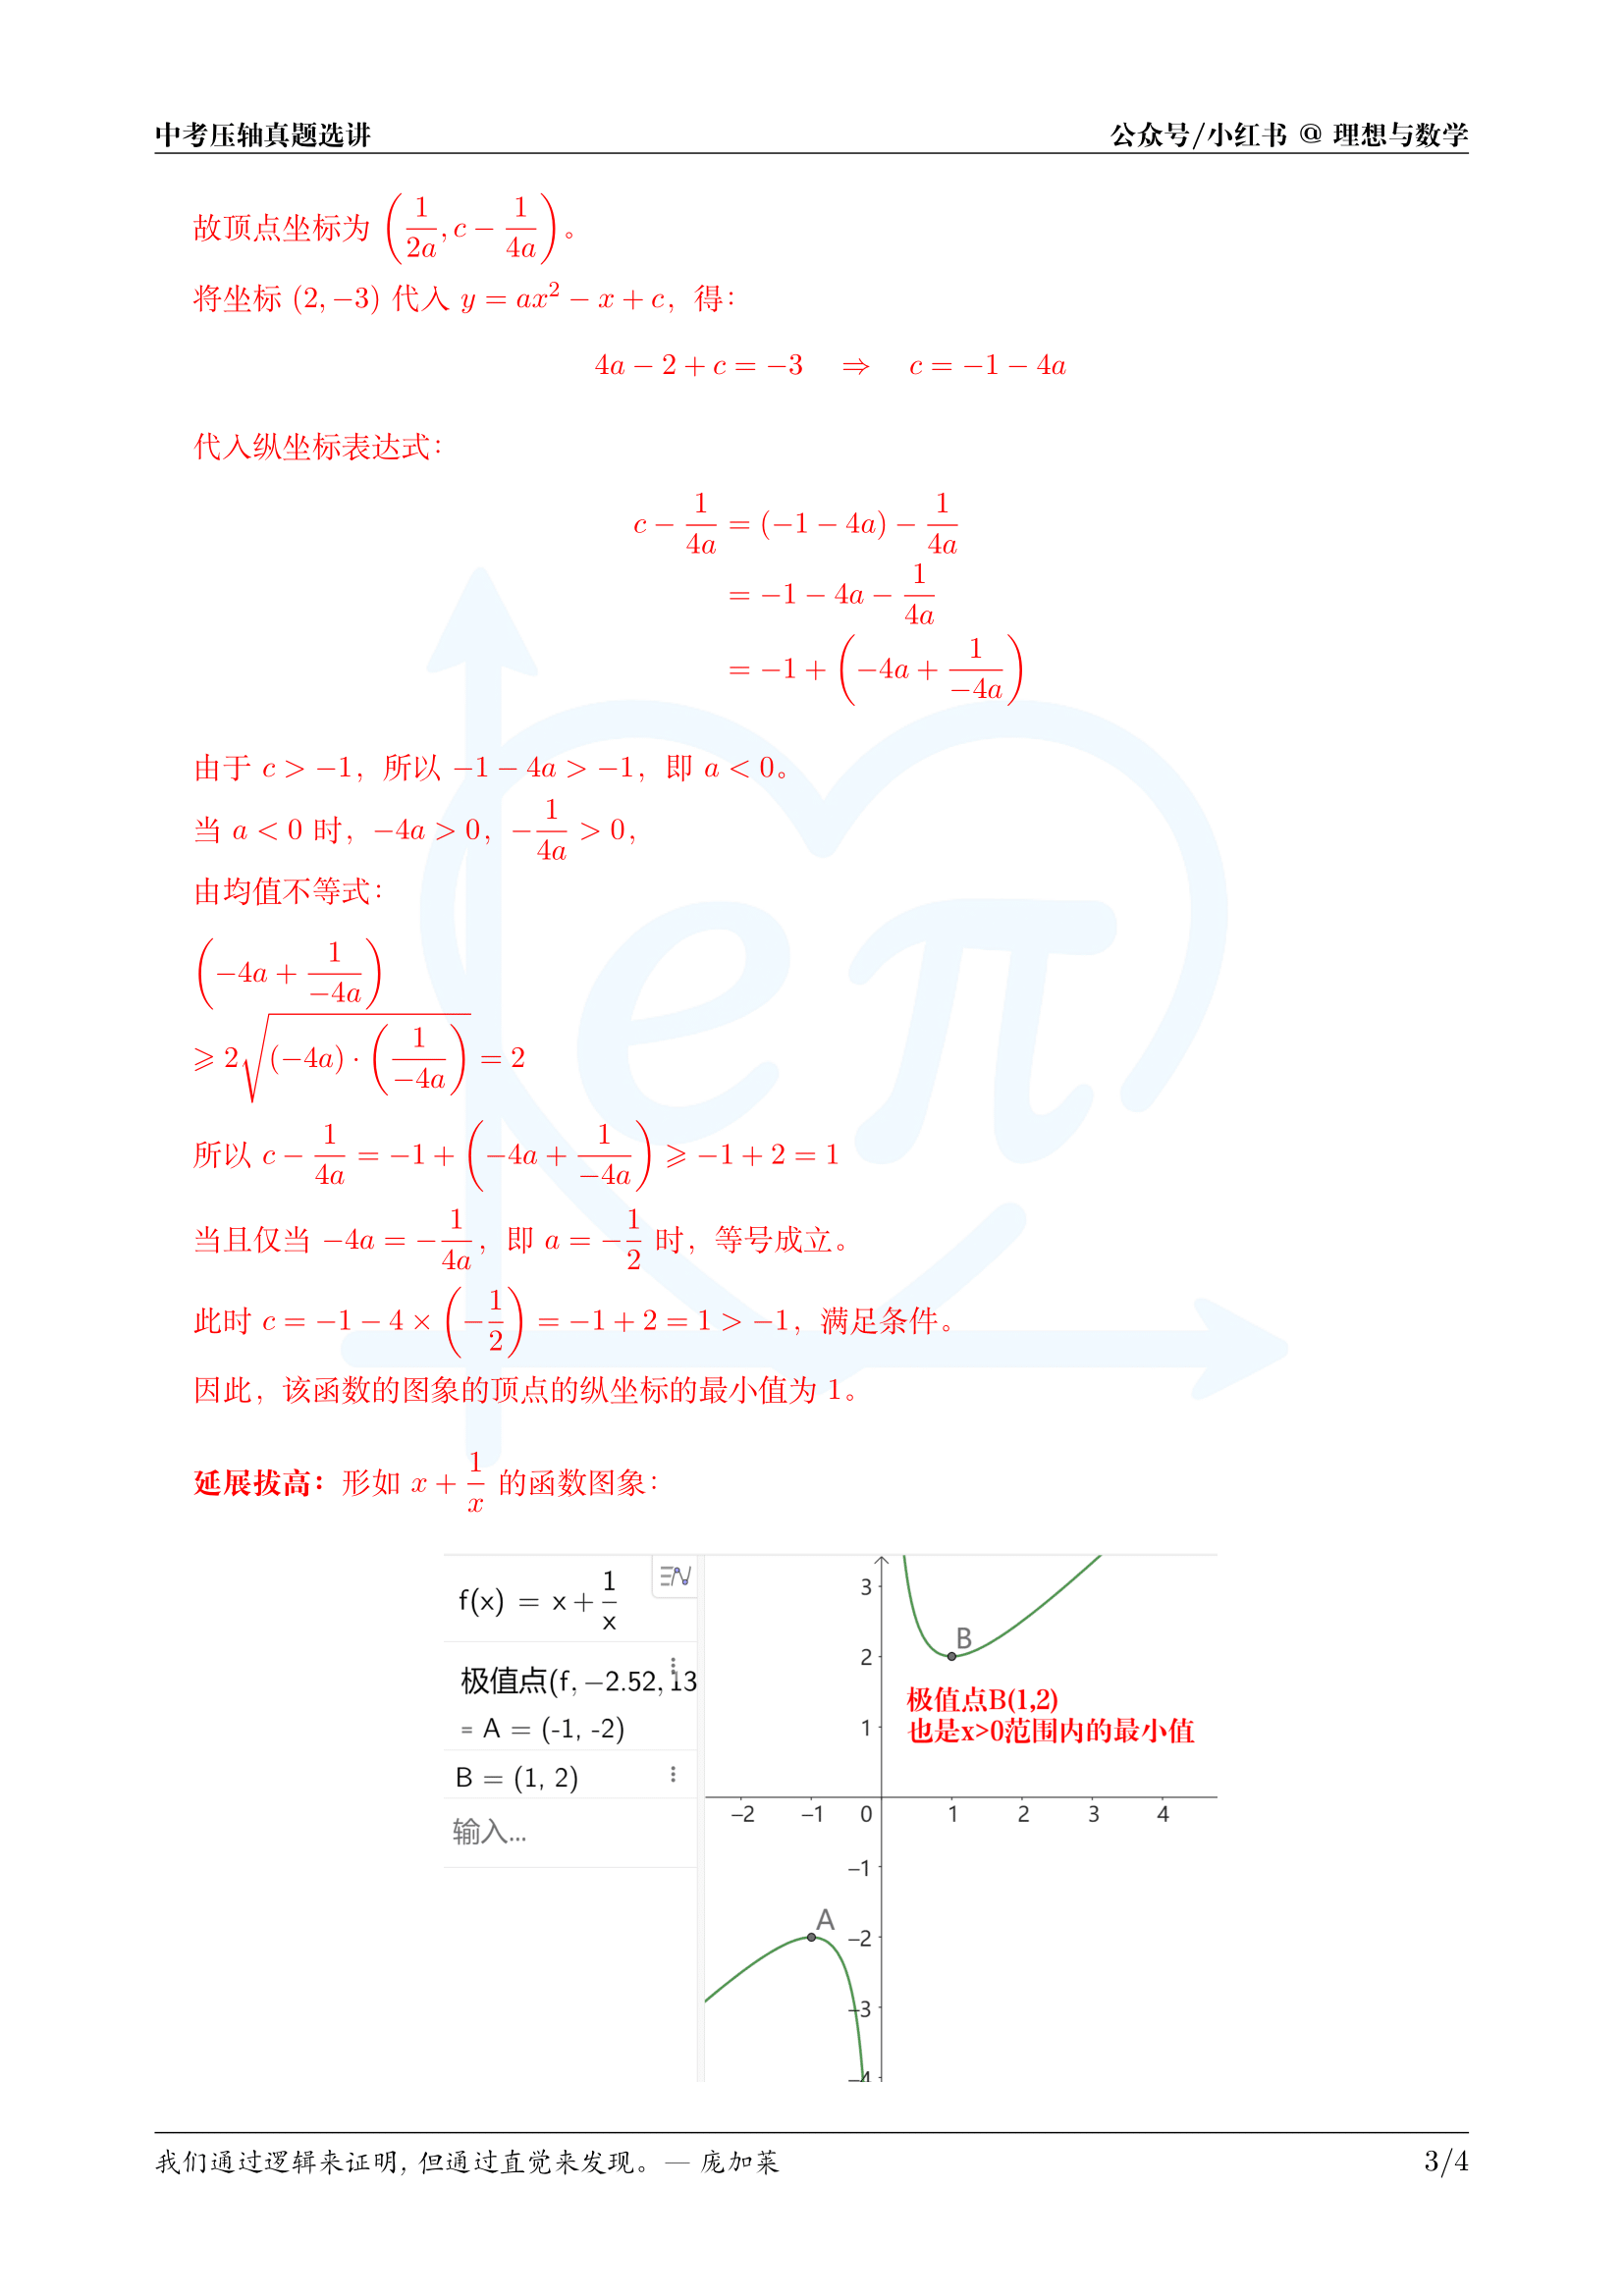 中考压轴真题选讲 公众号/小红书 @ 理想与数学
故顶点坐标为 $\left(\frac{1}{2a}, c-\frac{1}{4a}\right)$。
将坐标 $(2,-3)$ 代入 $y=ax^2-x+c$，得：
$4a-2+c=-3 \quad\Rightarrow\quad c=-1-4a$
代入纵坐标表达式：
$c-\frac{1}{4a}=(-1-4a)-\frac{1}{4a}$
$=-1-4a-\frac{1}{4a}$
$=-1+\left(-4a+\frac{1}{-4a}\right)$
由于 $c>-1$，所以 $-1-4a>-1$，即 $a<0$。
当 $a<0$ 时，$-4a>0$，$-\frac{1}{4a}>0$，
由均值不等式：
$\left(-4a+\frac{1}{-4a}\right)$
$\geqslant 2\sqrt{(-4a)\cdot\left(\frac{1}{-4a}\right)}=2$
所以 $c-\frac{1}{4a}=-1+\left(-4a+\frac{1}{-4a}\right)\geqslant -1+2=1$
当且仅当 $-4a=-\frac{1}{4a}$，即 $a=-\frac{1}{2}$ 时，等号成立。
此时 $c=-1-4\times\left(-\frac{1}{2}\right)=-1+2=1>-1$，满足条件。
因此，该函数的图象的顶点的纵坐标的最小值为 1。
延展拔高：形如 $x+\frac{1}{x}$ 的函数图象：
$f(x) = x+\frac{1}{x}$
极值点(f, −2.52, 13
= A = (-1, -2)
B = (1, 2)
输入...
3
B
2
极值点B(1,2)
1
也是x>0范围内的最小值
−2 −1 0 1 2 3 4
−1
A
−2
−3
−4
eπ
我们通过逻辑来证明, 但通过直觉来发现。— 庞加莱 3/4